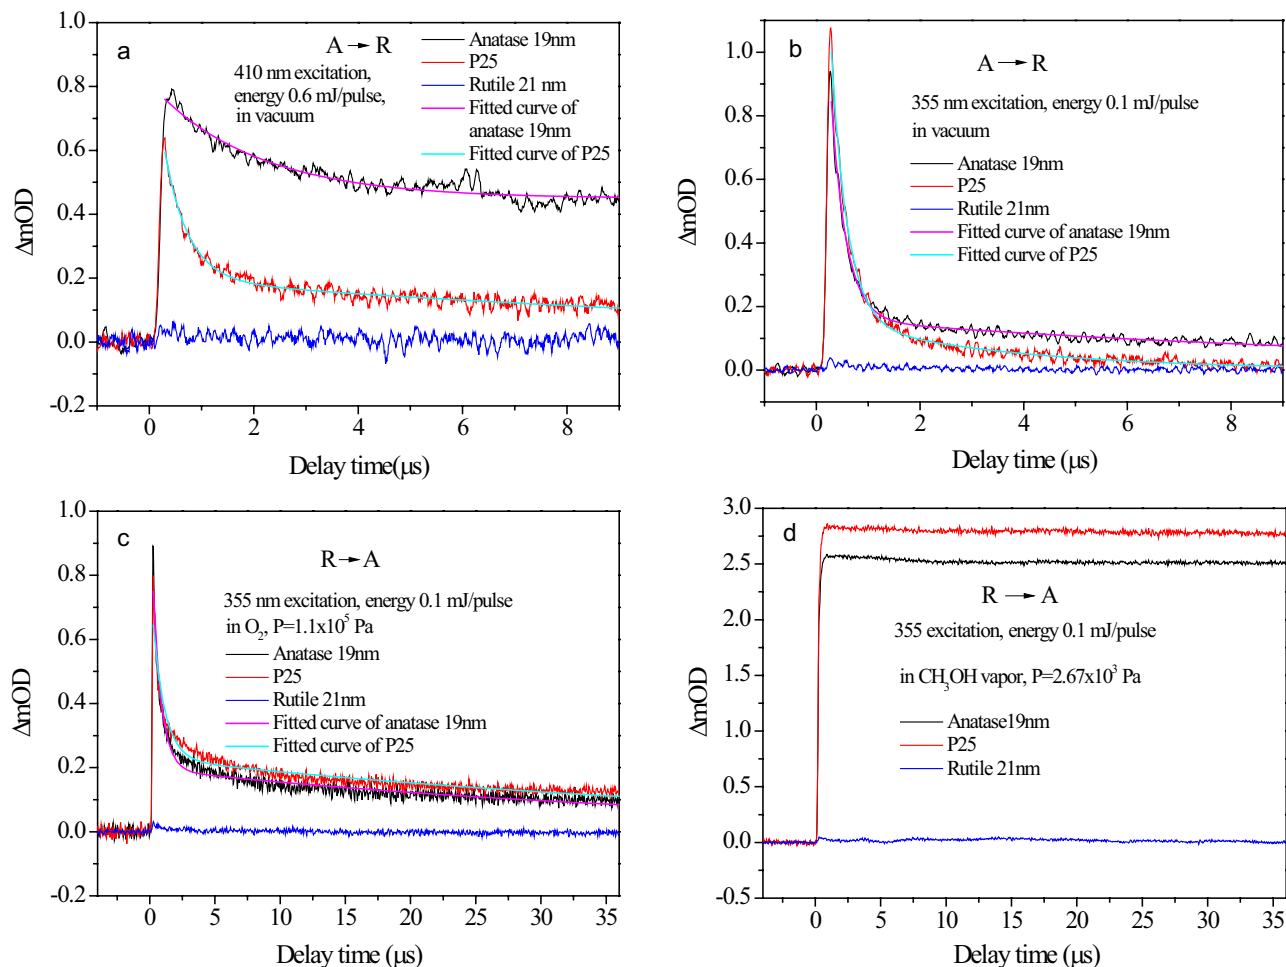 a
A → R
410 nm excitation,
energy 0.6 mJ/pulse,
in vacuum
Anatase 19nm
P25
Rutile 21 nm
Fitted curve of
anatase 19nm
Fitted curve of P25
1.0
0.8
0.6
0.4
0.2
0.0
-0.2
ΔmOD
0 2 4 6 8
Delay time(μs)
b
A → R
355 nm excitation, energy 0.1 mJ/pulse
in vacuum
Anatase 19nm
P25
Rutile 21nm
Fitted curve of anatase 19nm
Fitted curve of P25
1.0
0.8
0.6
0.4
0.2
0.0
ΔmOD
0 2 4 6 8
Delay time (μs)
c
R → A
355 nm excitation, energy 0.1 mJ/pulse
in O₂, P=1.1x10⁵ Pa
Anatase 19nm
P25
Rutile 21nm
Fitted curve of anatase 19nm
Fitted curve of P25
1.0
0.8
0.6
0.4
0.2
0.0
-0.2
ΔmOD
0 5 10 15 20 25 30 35
Delay time (μs)
d
R → A
355 excitation, energy 0.1 mJ/pulse
in CH₃OH vapor, P=2.67x10³ Pa
Anatase19nm
P25
Rutile 21nm
3.0
2.5
2.0
1.5
1.0
0.5
0.0
-0.5
ΔmOD
0 5 10 15 20 25 30 35
Delay time (μs)